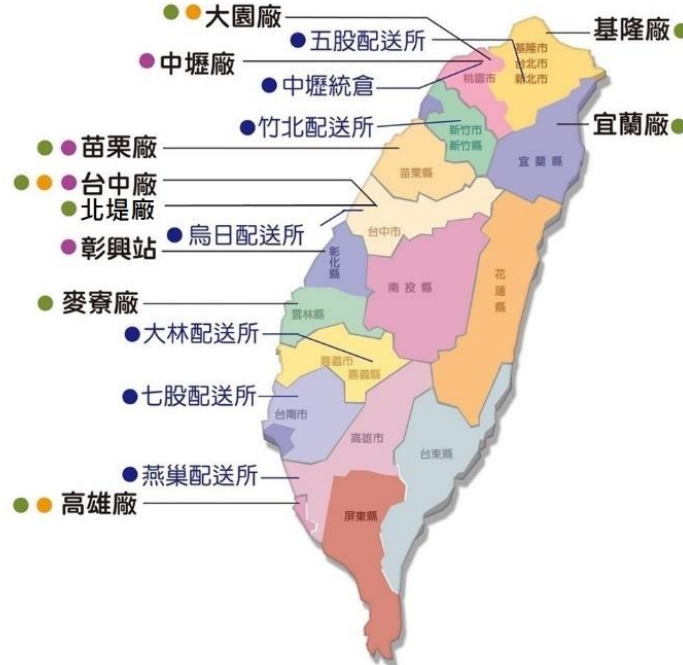 大園廠
基隆廠
五股配送所
中壢廠
中壢統倉
竹北配送所
宜蘭廠
苗栗廠
台中廠
北堤廠
烏日配送所
彰興站
麥寮廠
大林配送所
七股配送所
燕巢配送所
高雄廠
基隆市
台北市
新北市
桃園市
新竹市
新竹縣
宜蘭縣
苗栗縣
台中市
彰化縣
南投縣
花蓮縣
雲林縣
嘉義市
嘉義縣
台南市
高雄市
台東縣
屏東縣